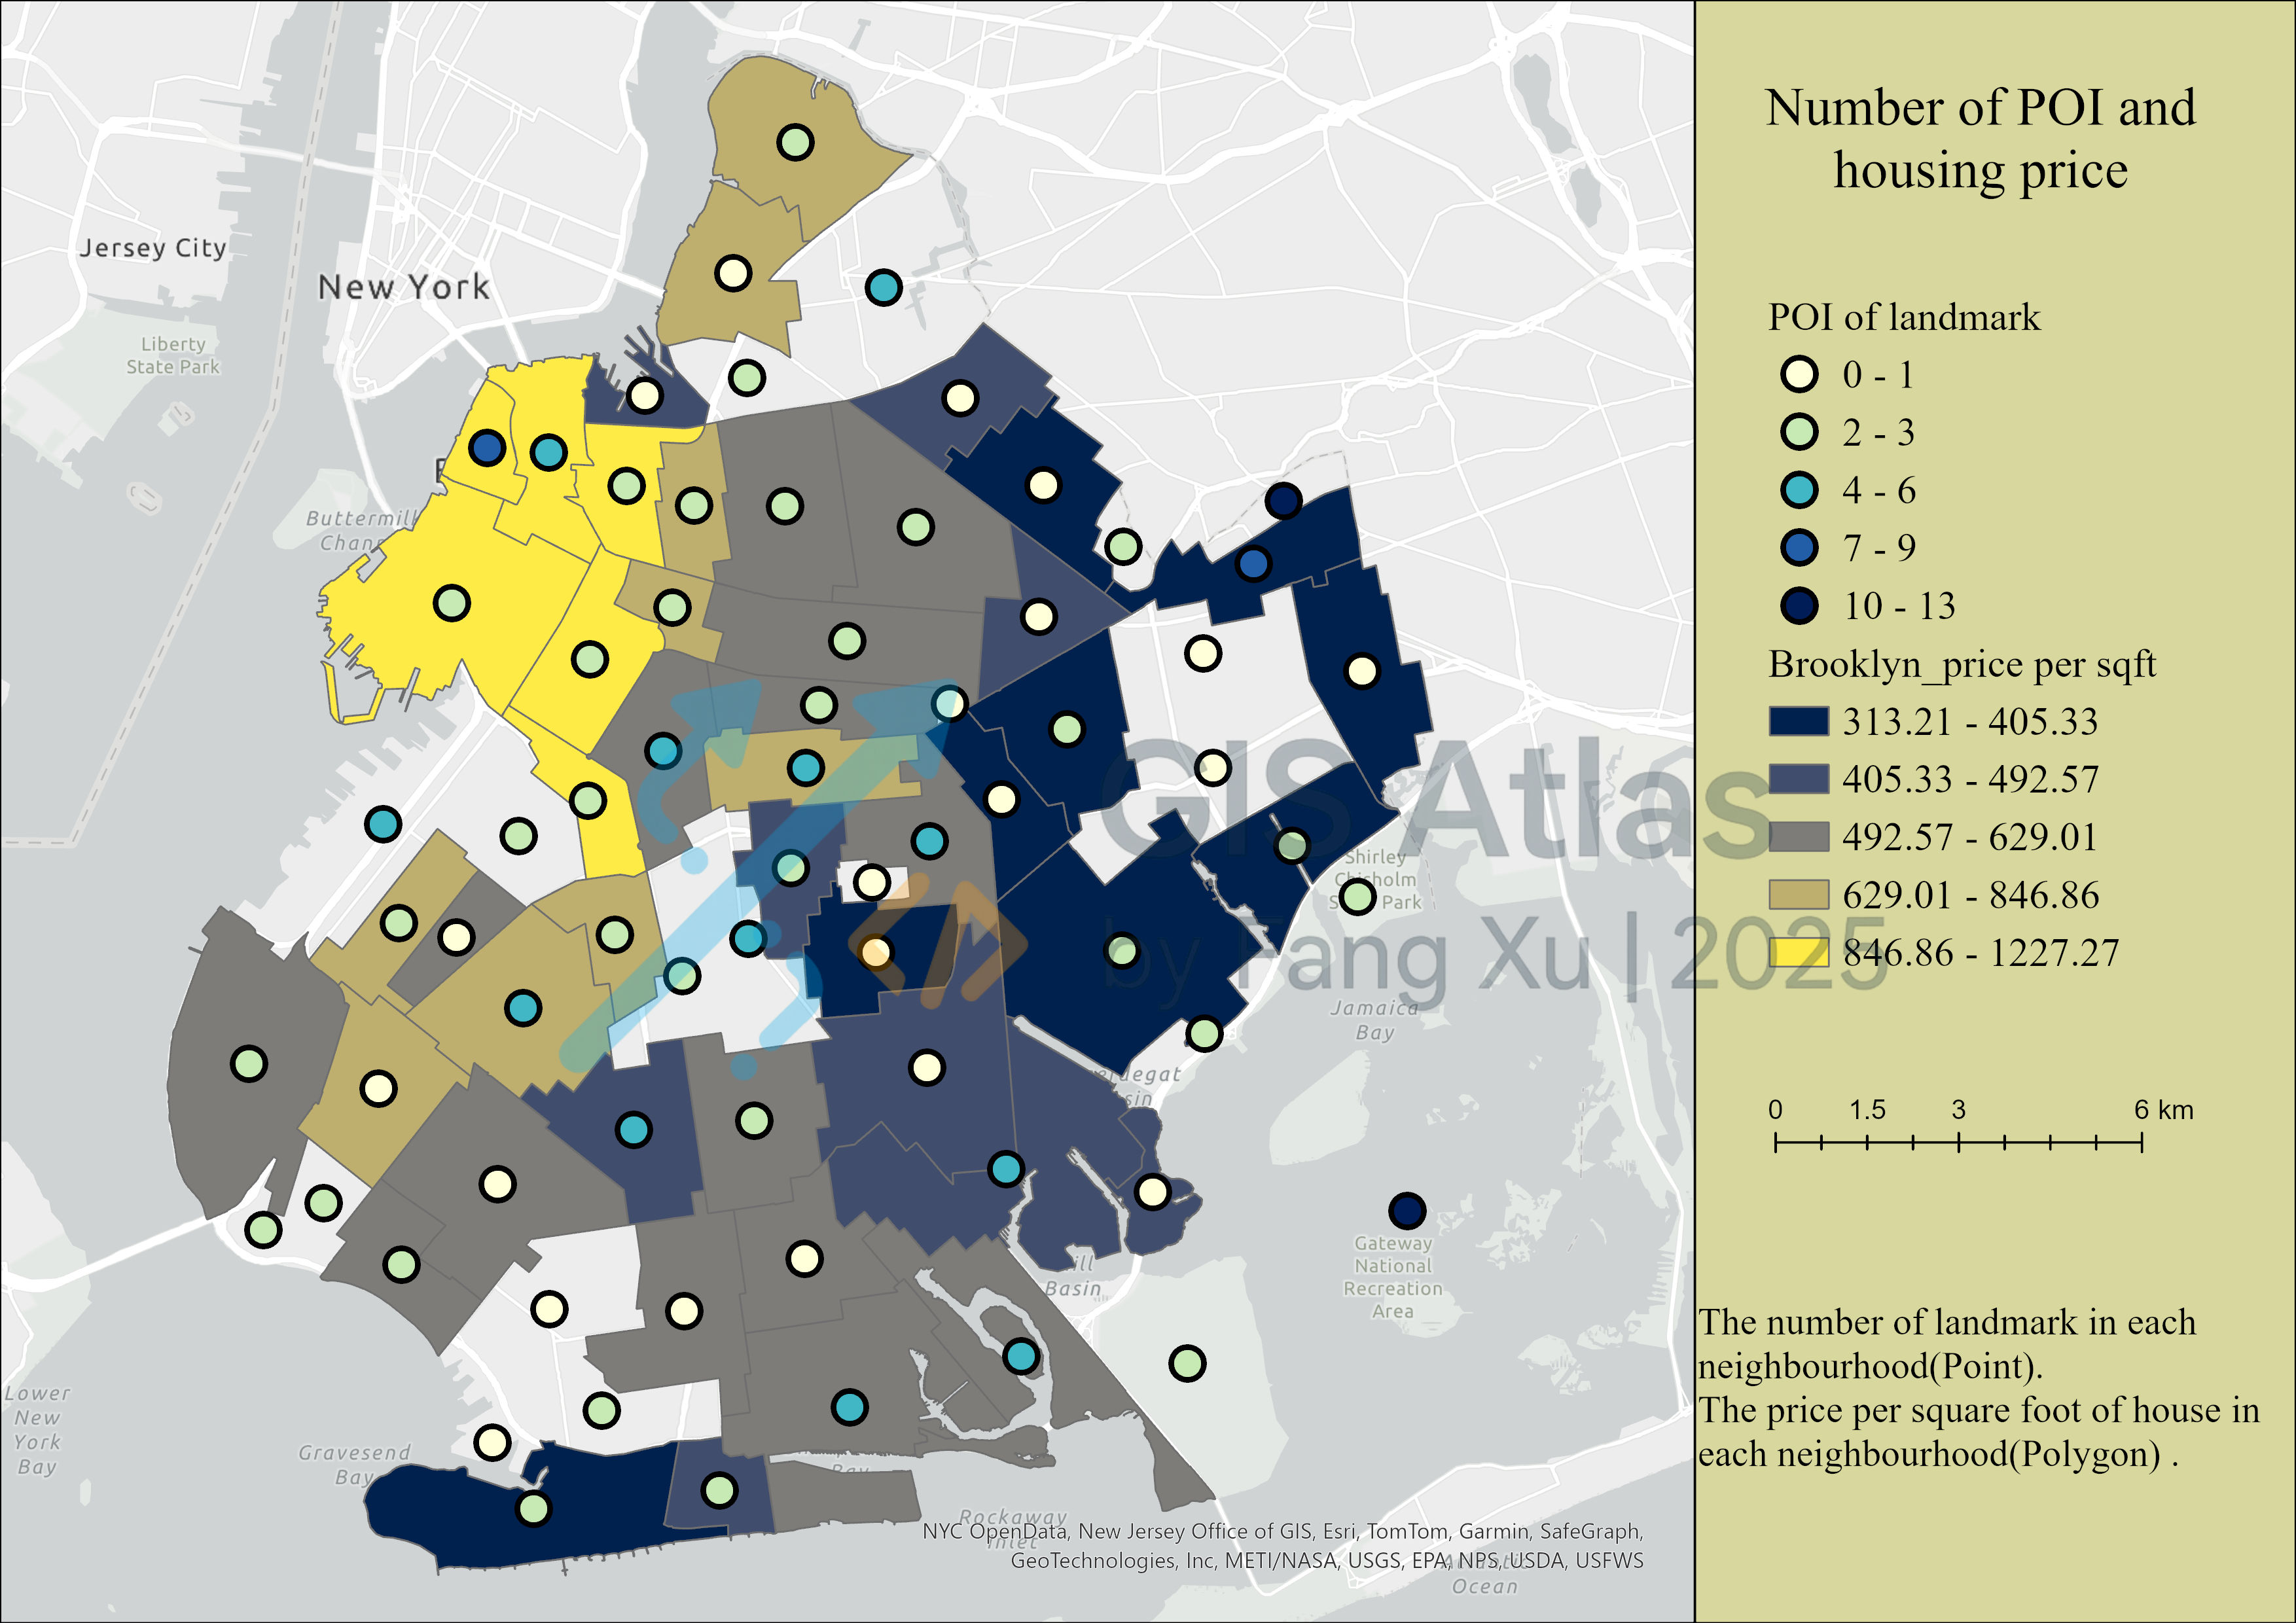 Number of POI and
housing price
POI of landmark
0 - 1
2 - 3
4 - 6
7 - 9
10 - 13
Brooklyn_price per sqft
313.21 - 405.33
405.33 - 492.57
492.57 - 629.01
629.01 - 846.86
846.86 - 1227.27
0 1.5 3 6 km
The number of landmark in each
neighbourhood(Point).
The price per square foot of house in
each neighbourhood(Polygon) .
Jersey City
New York
Liberty
State Park
GIS Atlas
by Fang Xu | 2025
Shirley
Chisholm
Park
Jamaica
Bay
Gateway
National
Recreation
Area
Basin
Lower
New
York
Bay
Gravesend
Bay
Rockaway
Inlet
NYC OpenData, New Jersey Office of GIS, Esri, TomTom, Garmin, SafeGraph,
GeoTechnologies, Inc, METI/NASA, USGS, EPA, NPS, USDA, USFWS
Atlantic
Ocean